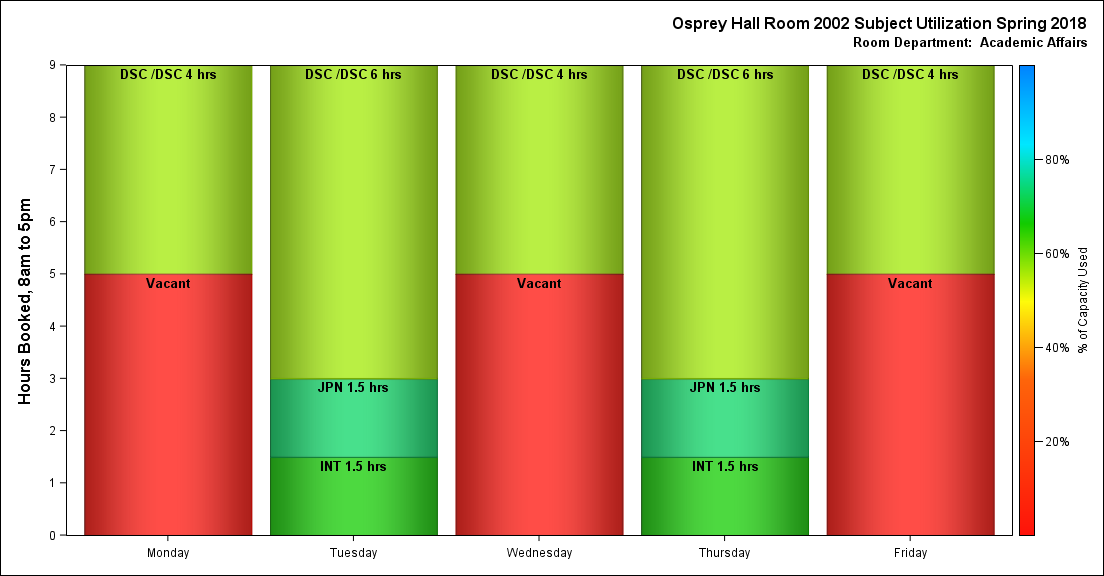 Osprey Hall Room 2002 Subject Utilization Spring 2018
Room Department:  Academic Affairs
Hours Booked, 8am to 5pm
9
8
7
6
5
4
3
2
1
0
DSC /DSC 4 hrs
Vacant
DSC /DSC 6 hrs
JPN 1.5 hrs
INT 1.5 hrs
DSC /DSC 4 hrs
Vacant
DSC /DSC 6 hrs
JPN 1.5 hrs
INT 1.5 hrs
DSC /DSC 4 hrs
Vacant
Monday
Tuesday
Wednesday
Thursday
Friday
80%
60%
40%
20%
% of Capacity Used